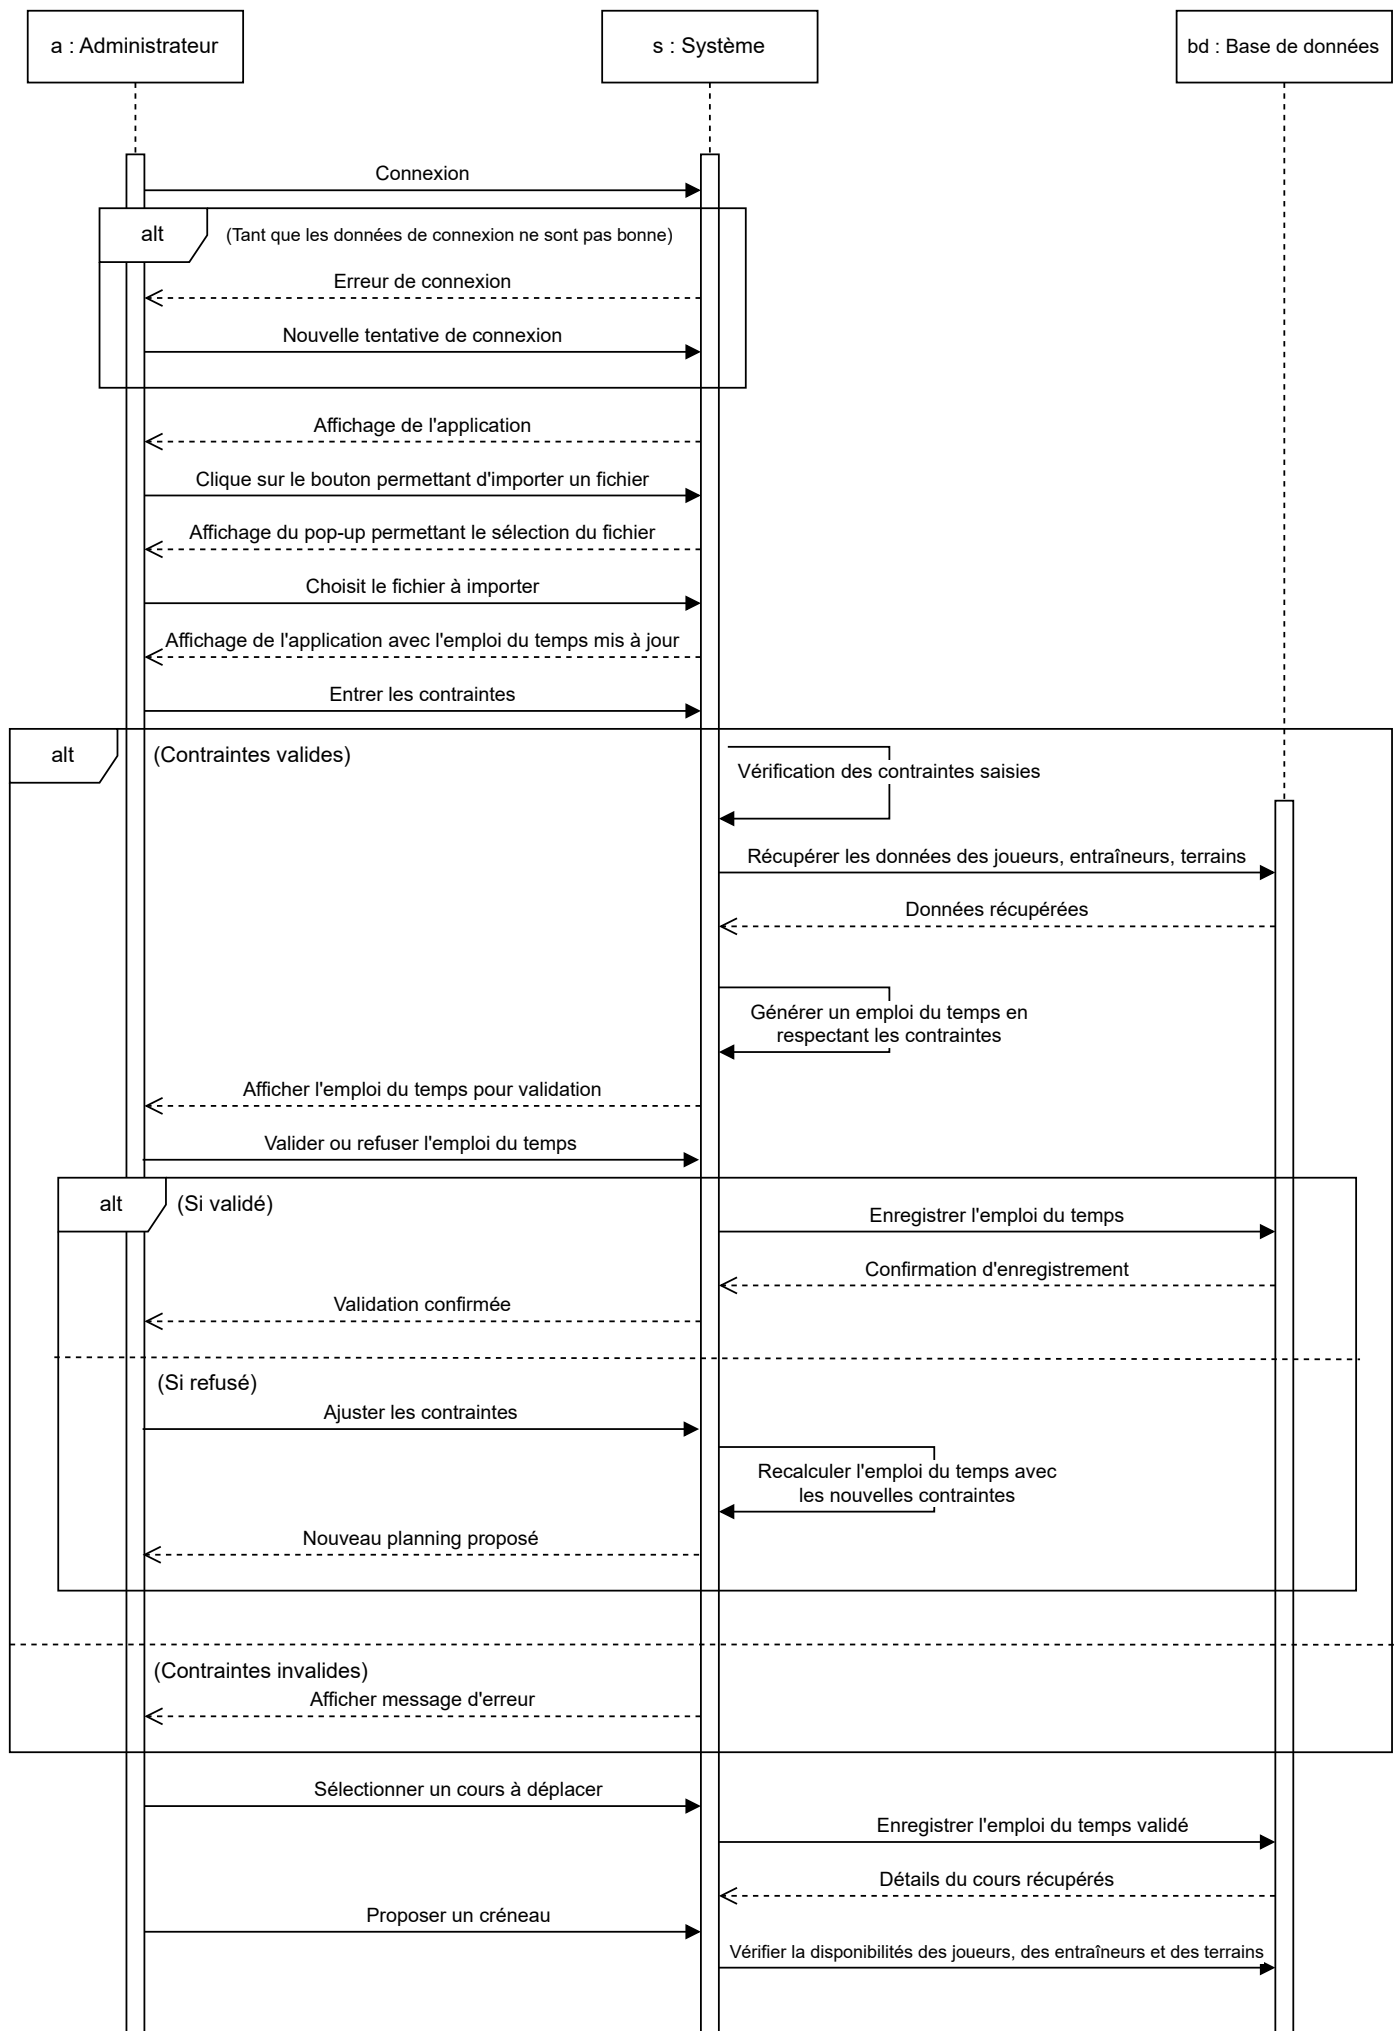 a : Administrateur
s : Système
bd : Base de données
Connexion
alt
(Tant que les données de connexion ne sont pas bonne)
Erreur de connexion
Nouvelle tentative de connexion
Affichage de l'application
Clique sur le bouton permettant d'importer un fichier
Affichage du pop-up permettant le sélection du fichier
Choisit le fichier à importer
Affichage de l'application avec l'emploi du temps mis à jour
Entrer les contraintes
alt
(Contraintes valides)
Vérification des contraintes saisies
Récupérer les données des joueurs, entraîneurs, terrains
Données récupérées
Générer un emploi du temps en
respectant les contraintes
Afficher l'emploi du temps pour validation
Valider ou refuser l'emploi du temps
alt
(Si validé)
Enregistrer l'emploi du temps
Confirmation d'enregistrement
Validation confirmée
(Si refusé)
Ajuster les contraintes
Recalculer l'emploi du temps avec
les nouvelles contraintes
Nouveau planning proposé
(Contraintes invalides)
Afficher message d'erreur
Sélectionner un cours à déplacer
Enregistrer l'emploi du temps validé
Détails du cours récupérés
Proposer un créneau
Vérifier la disponibilités des joueurs, des entraîneurs et des terrains